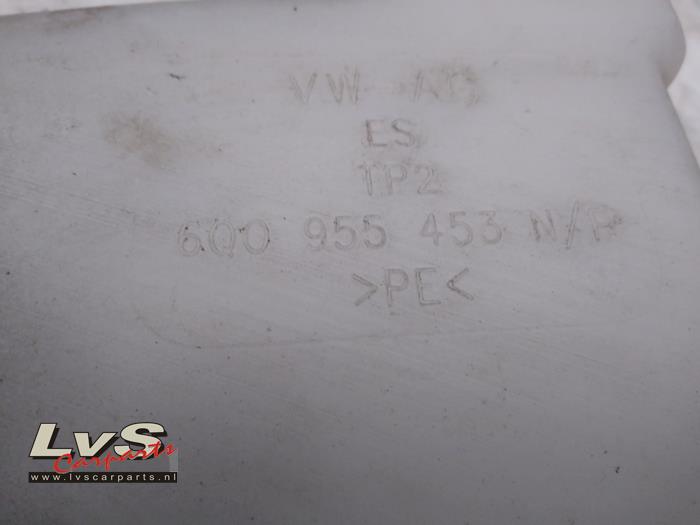 VW AG
ES
TP2
6Q0 955 453 N/P
>PE<
LvS
Carparts
www.lvscarparts.nl